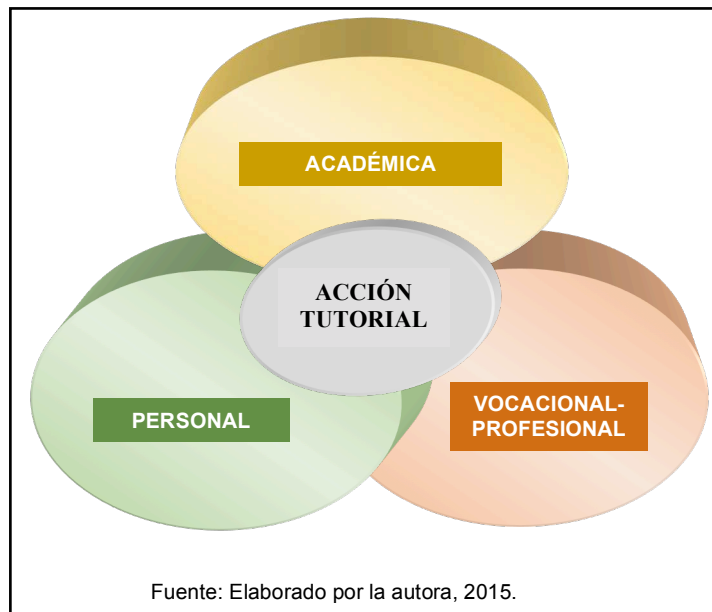 ACADÉMICA
ACCIÓN
TUTORIAL
PERSONAL
VOCACIONAL-
PROFESIONAL
Fuente: Elaborado por la autora, 2015.